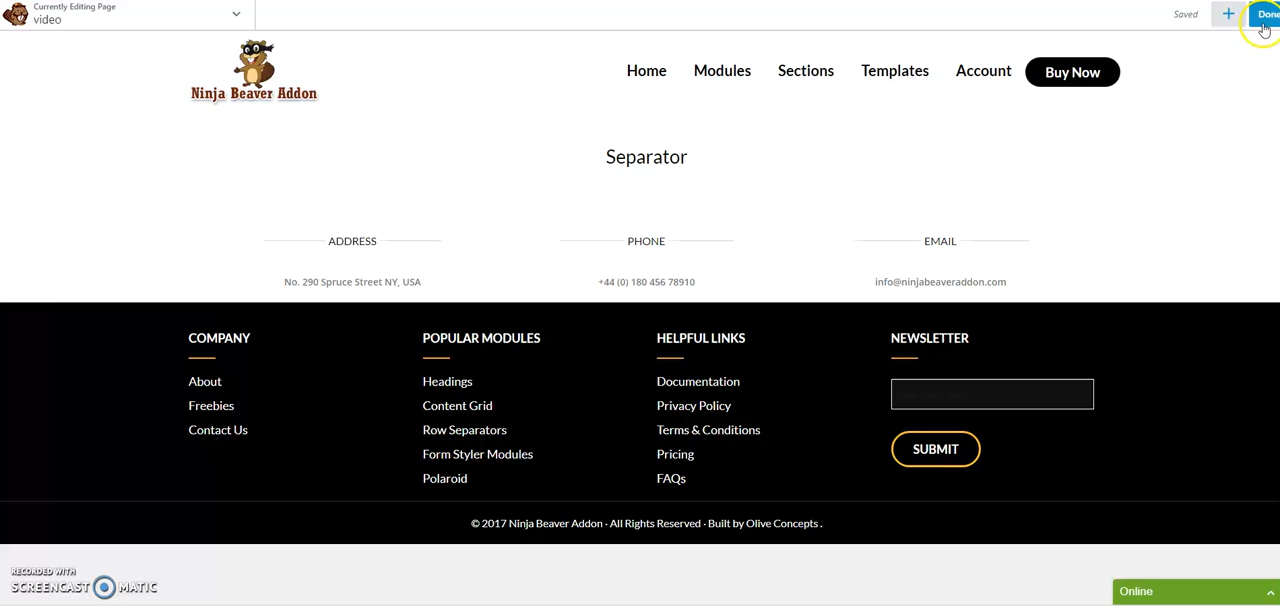 Currently Editing Page
video
Saved
Done
Ninja Beaver Addon
Home Modules Sections Templates Account Buy Now
Separator
ADDRESS PHONE EMAIL
No. 290 Spruce Street NY, USA +44 (0) 180 456 78910 info@ninjabeaveraddon.com
COMPANY POPULAR MODULES HELPFUL LINKS NEWSLETTER
About Headings Documentation
Freebies Content Grid Privacy Policy
Contact Us Row Separators Terms & Conditions
Form Styler Modules Pricing SUBMIT
Polaroid FAQs
© 2017 Ninja Beaver Addon · All Rights Reserved · Built by Olive Concepts .
RECORDED WITH
SCREENCAST MATIC
Online